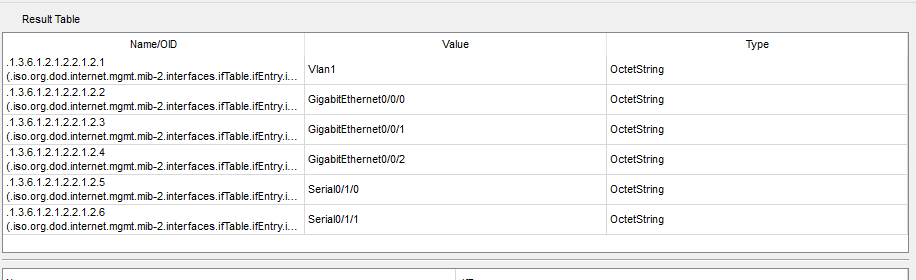 Result Table
Name/OID Value Type
.1.3.6.1.2.1.2.2.1.2.1
(.iso.org.dod.internet.mgmt.mib-2.interfaces.ifTable.ifEntry.i... Vlan1 OctetString
.1.3.6.1.2.1.2.2.1.2.2
(.iso.org.dod.internet.mgmt.mib-2.interfaces.ifTable.ifEntry.i... GigabitEthernet0/0/0 OctetString
.1.3.6.1.2.1.2.2.1.2.3
(.iso.org.dod.internet.mgmt.mib-2.interfaces.ifTable.ifEntry.i... GigabitEthernet0/0/1 OctetString
.1.3.6.1.2.1.2.2.1.2.4
(.iso.org.dod.internet.mgmt.mib-2.interfaces.ifTable.ifEntry.i... GigabitEthernet0/0/2 OctetString
.1.3.6.1.2.1.2.2.1.2.5
(.iso.org.dod.internet.mgmt.mib-2.interfaces.ifTable.ifEntry.i... Serial0/1/0 OctetString
.1.3.6.1.2.1.2.2.1.2.6
(.iso.org.dod.internet.mgmt.mib-2.interfaces.ifTable.ifEntry.i... Serial0/1/1 OctetString